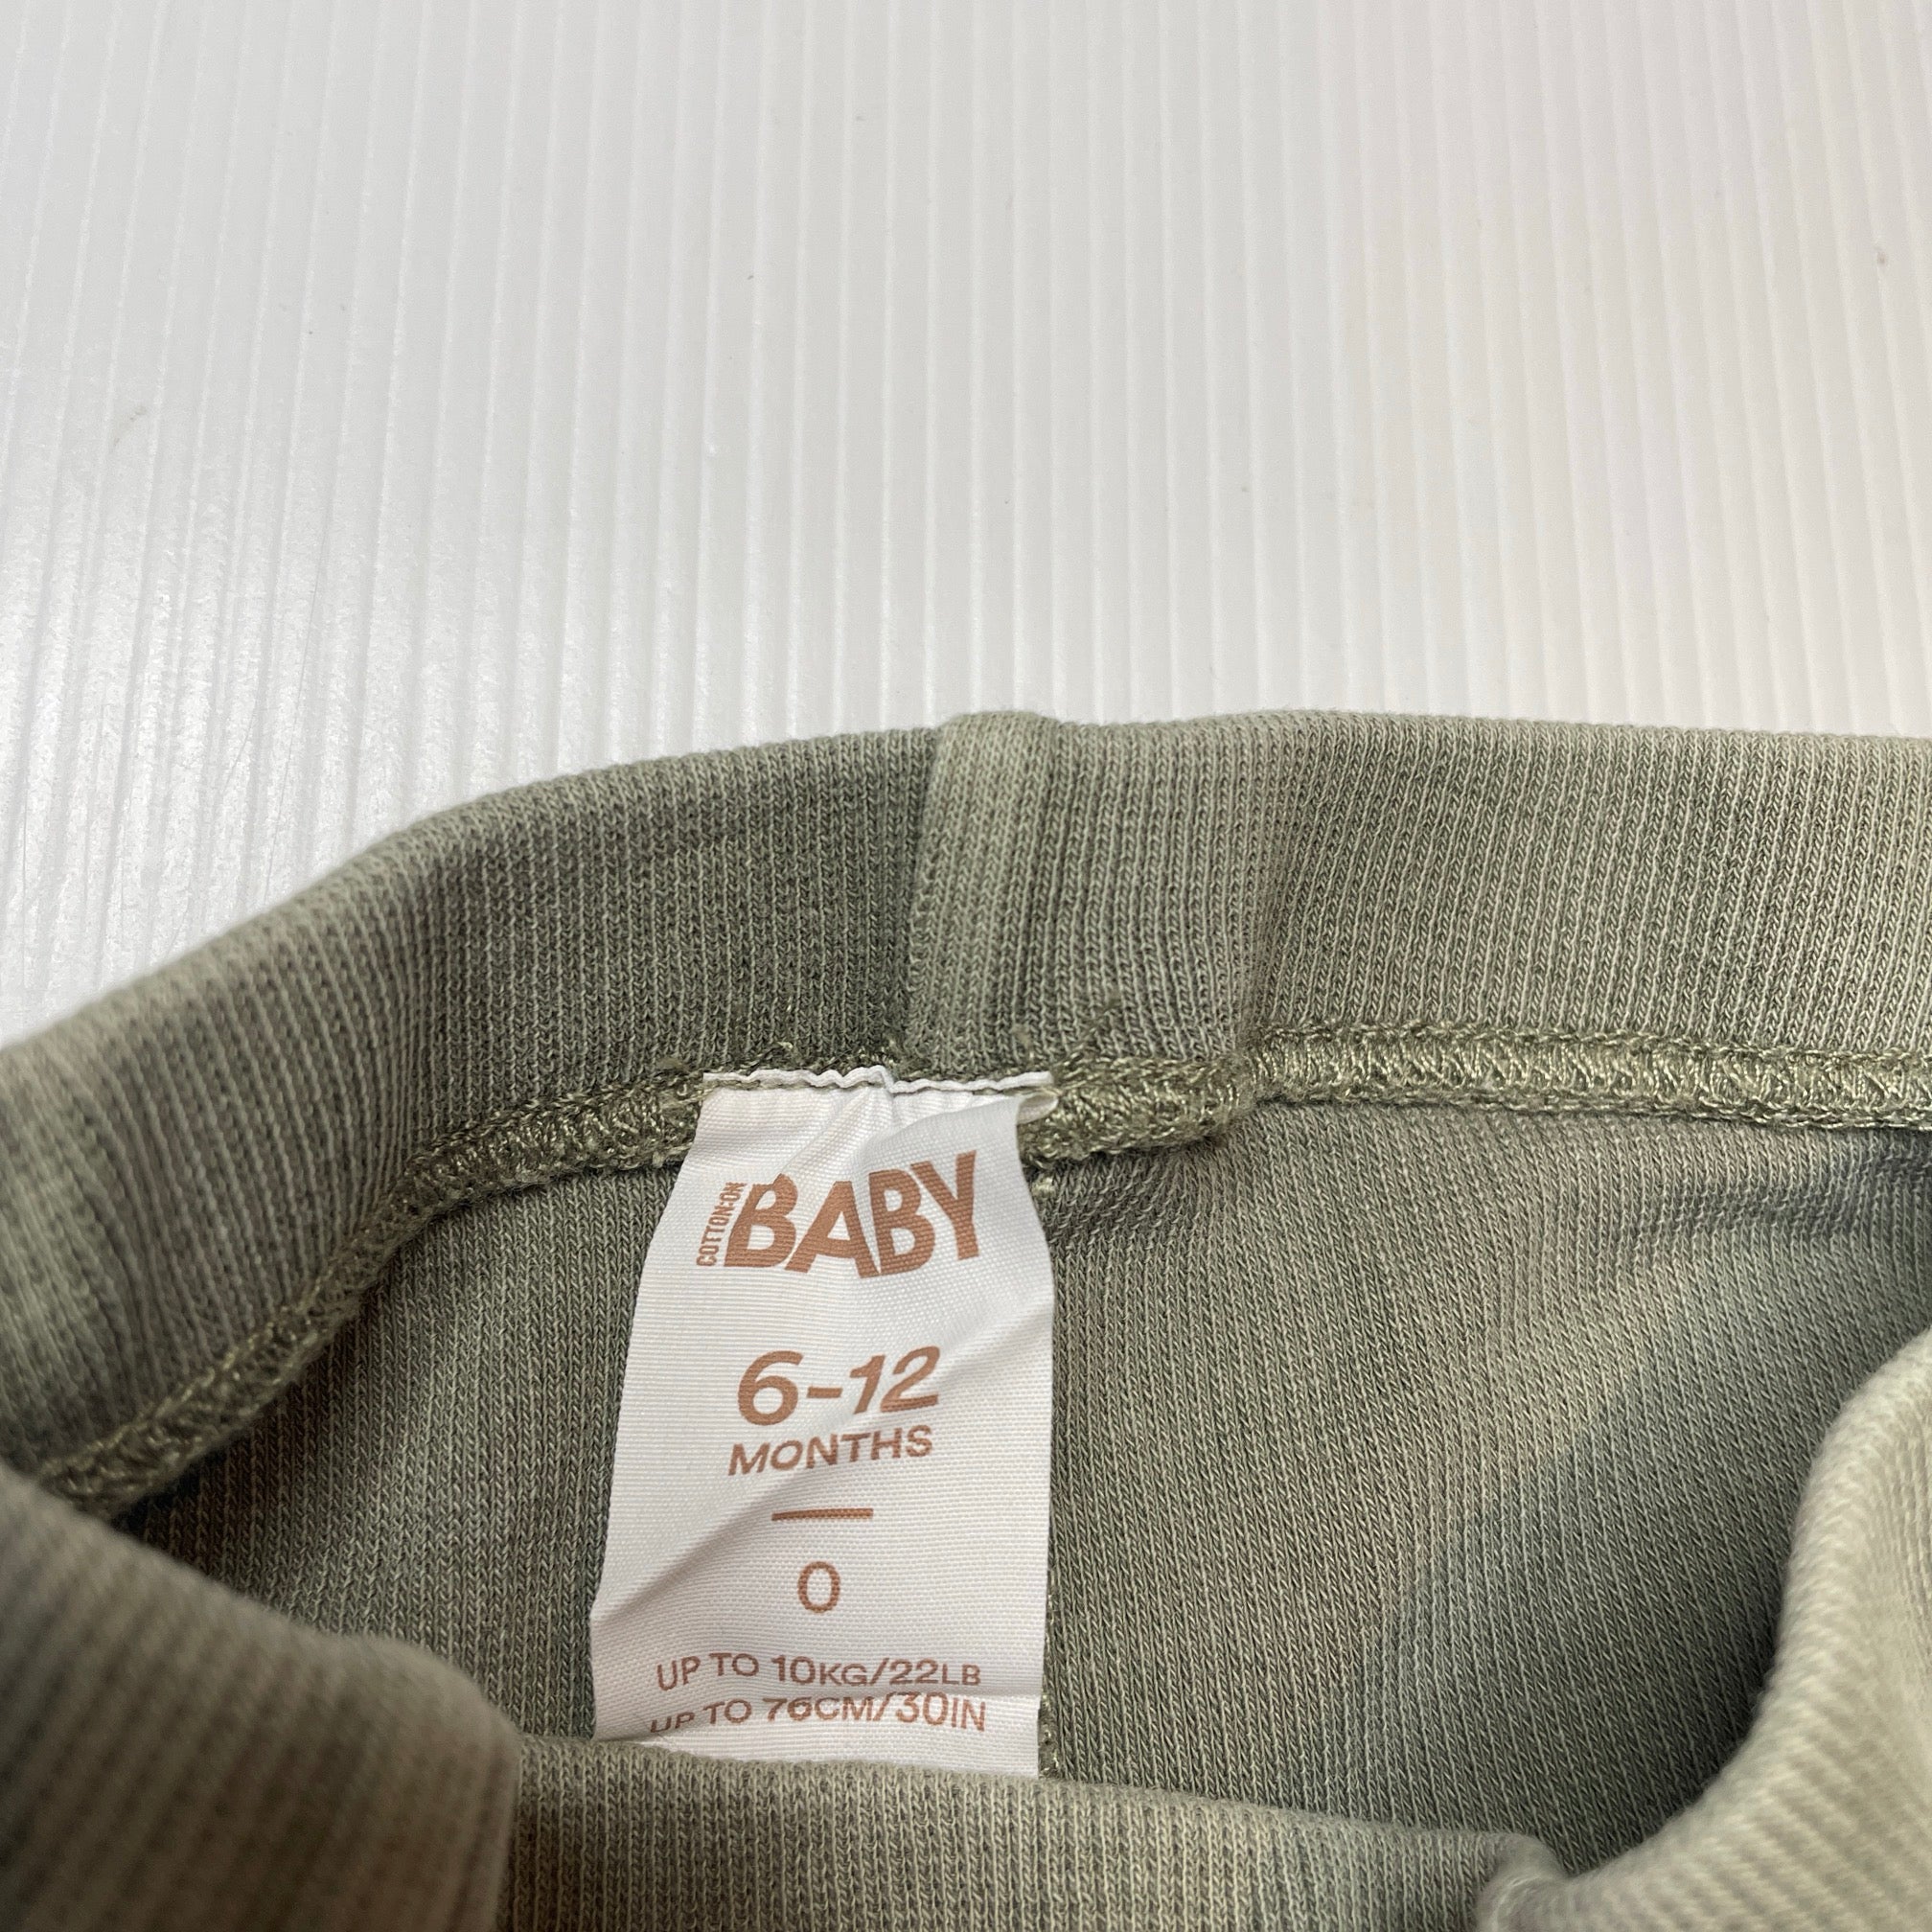 COTTON:ON
BABY
6-12
MONTHS
0
UP TO 10KG/22LB
UP TO 76CM/30IN